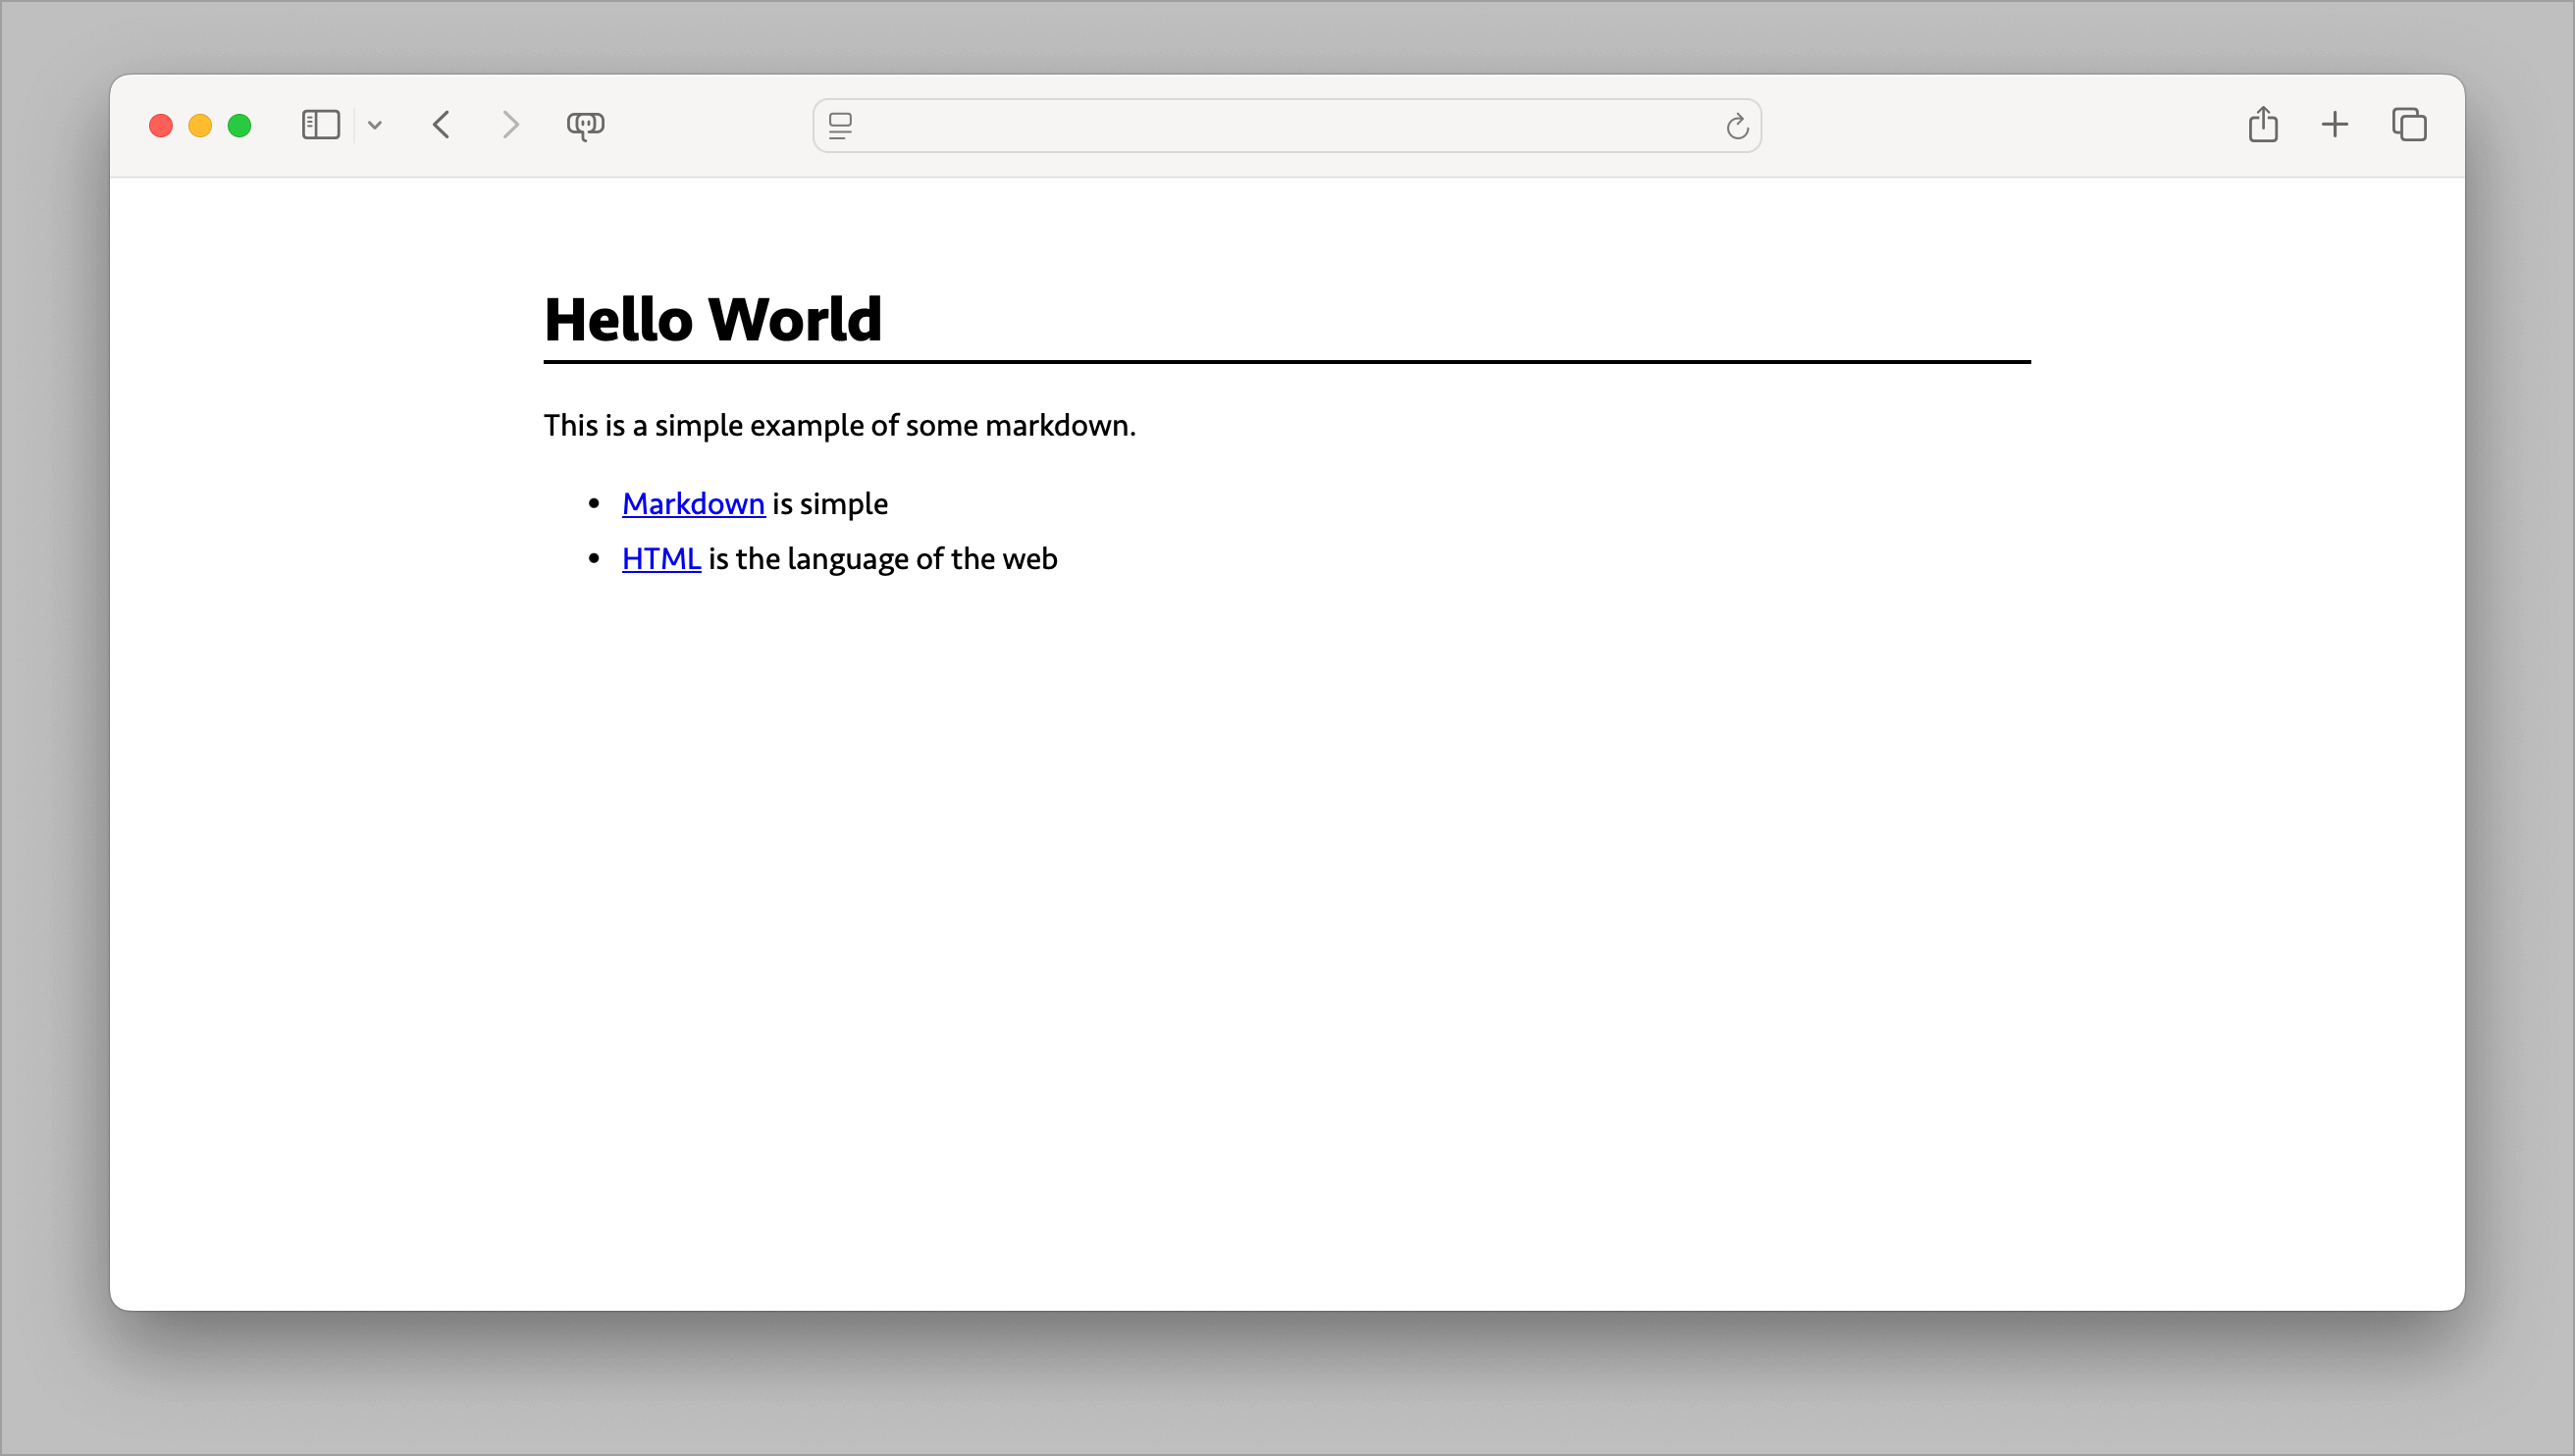 Hello World
This is a simple example of some markdown.
• Markdown is simple
• HTML is the language of the web